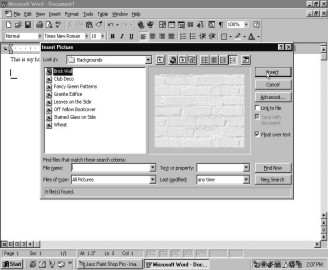 Microsoft Word - Document1
File Edit View Insert Format Tools Table Window Help
Normal Times New Roman 10 B I U
100%
This is my ho
Insert Picture
Look in: Backgrounds
Brick Wall
Club Deco
Fancy Green Patterns
Granite Edifice
Leaves on the Side
Off Yellow Bookcover
Stained Glass on Side
Wheat
Insert
Cancel
Advanced...
Link to file
Save with document
Float over text
Find files that match these search criteria:
File name: Text or property: Find Now
Files of type: All Pictures Last modified: any time New Search
8 file(s) found.
Page 1 Sec 1 1/1 At 1.3" Ln 3 Col 1
Start Jasc Paint Shop Pro - Ima... Microsoft Word - Doc... 2:07 PM